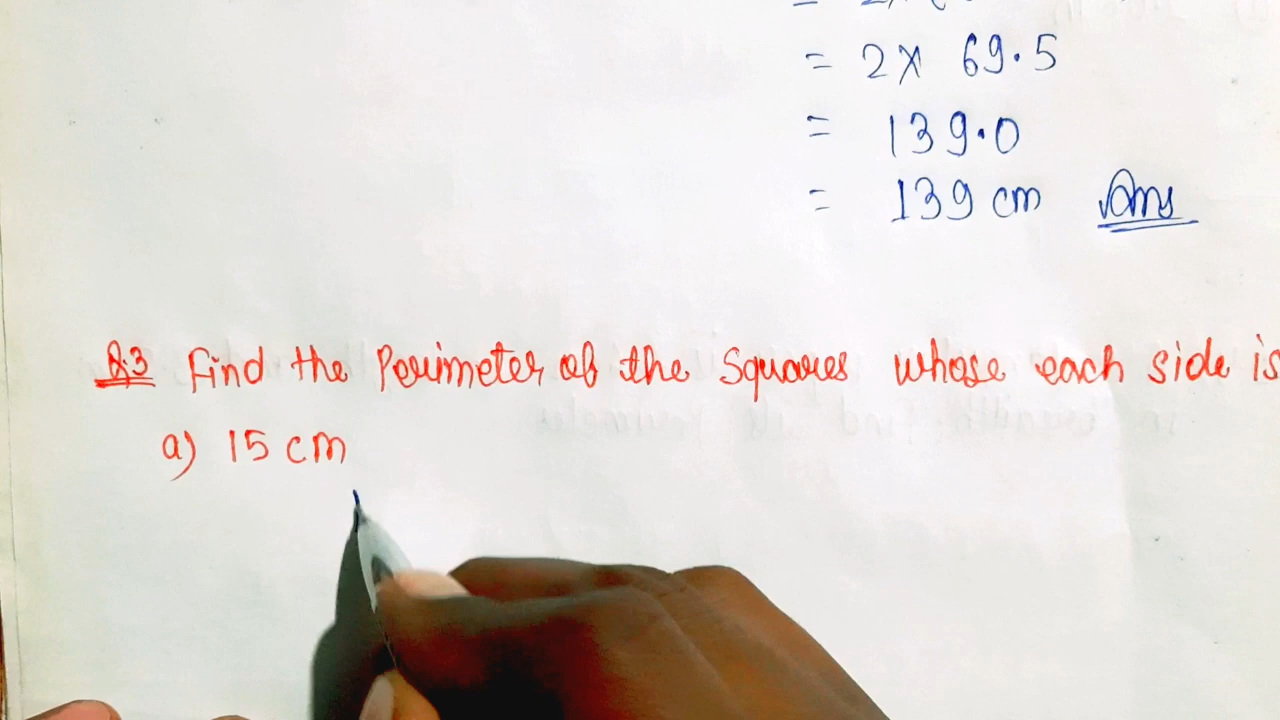 = 2 × 69.5
= 139.0
= 139 cm Ans
Q.3 Find the Perimeter of the Squares whose each side is
a) 15 cm